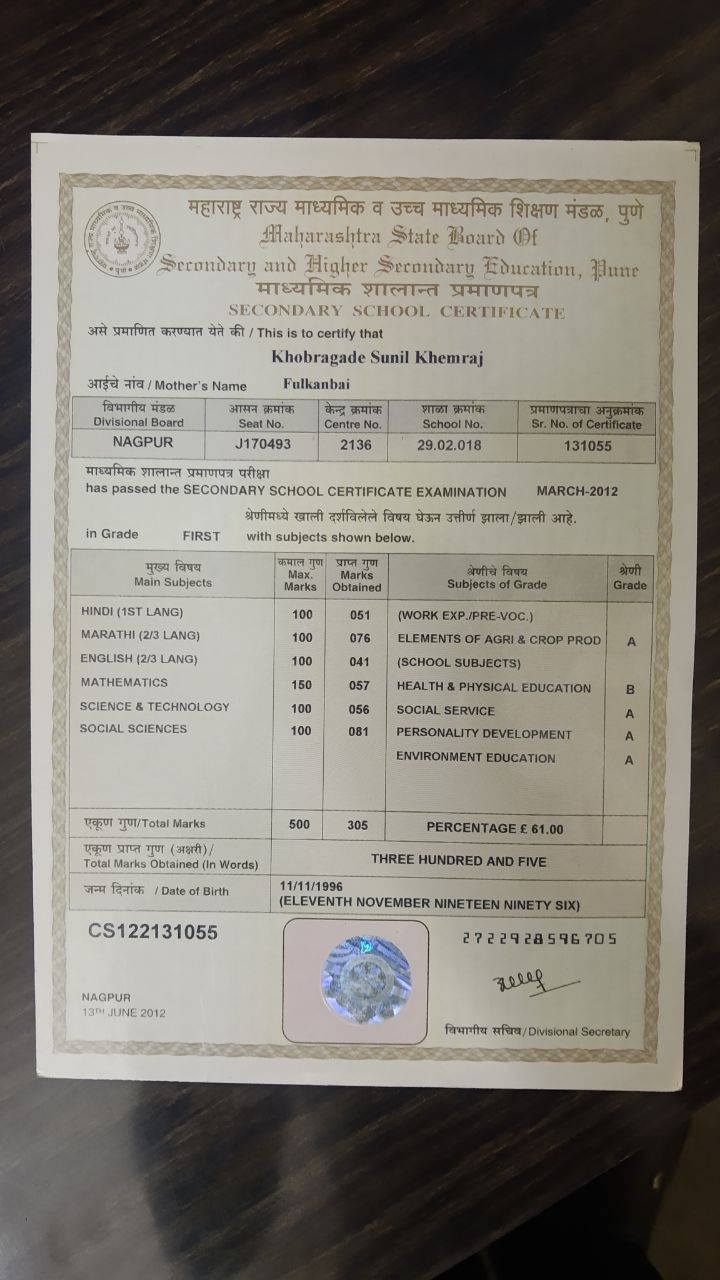 महाराष्ट्र राज्य माध्यमिक व उच्च माध्यमिक शिक्षण मंडळ, पुणे
Maharashtra State Board Of
Secondary and Higher Secondary Education, Pune
माध्यमिक शालान्त प्रमाणपत्र
SECONDARY SCHOOL CERTIFICATE
असे प्रमाणित करण्यात येते की / This is to certify that
Khobragade Sunil Khemraj
आईचे नांव / Mother's Name Fulkanbai
विभागीय मंडळ आसन क्रमांक केन्द्र क्रमांक शाळा क्रमांक प्रमाणपत्राचा अनुक्रमांक
Divisional Board Seat No. Centre No. School No. Sr. No. of Certificate
NAGPUR J170493 2136 29.02.018 131055
माध्यमिक शालान्त प्रमाणपत्र परीक्षा
has passed the SECONDARY SCHOOL CERTIFICATE EXAMINATION MARCH-2012
श्रेणीमध्ये खाली दर्शविलेले विषय घेऊन उत्तीर्ण झाला/झाली आहे.
in Grade FIRST with subjects shown below.
मुख्य विषय कमाल गुण प्राप्त गुण श्रेणीचे विषय श्रेणी
Main Subjects Max. Marks Marks Obtained Subjects of Grade Grade
HINDI (1ST LANG) 100 051 (WORK EXP./PRE-VOC.)
MARATHI (2/3 LANG) 100 076 ELEMENTS OF AGRI & CROP PROD A
ENGLISH (2/3 LANG) 100 041 (SCHOOL SUBJECTS)
MATHEMATICS 150 057 HEALTH & PHYSICAL EDUCATION B
SCIENCE & TECHNOLOGY 100 056 SOCIAL SERVICE A
SOCIAL SCIENCES 100 081 PERSONALITY DEVELOPMENT A
ENVIRONMENT EDUCATION A
एकूण गुण/Total Marks 500 305 PERCENTAGE £ 61.00
एकूण प्राप्त गुण (अक्षरी)/
Total Marks Obtained (In Words) THREE HUNDRED AND FIVE
जन्म दिनांक / Date of Birth 11/11/1996
(ELEVENTH NOVEMBER NINETEEN NINETY SIX)
CS122131055
2722928596705
NAGPUR
13TH JUNE 2012
विभागीय सचिव/Divisional Secretary